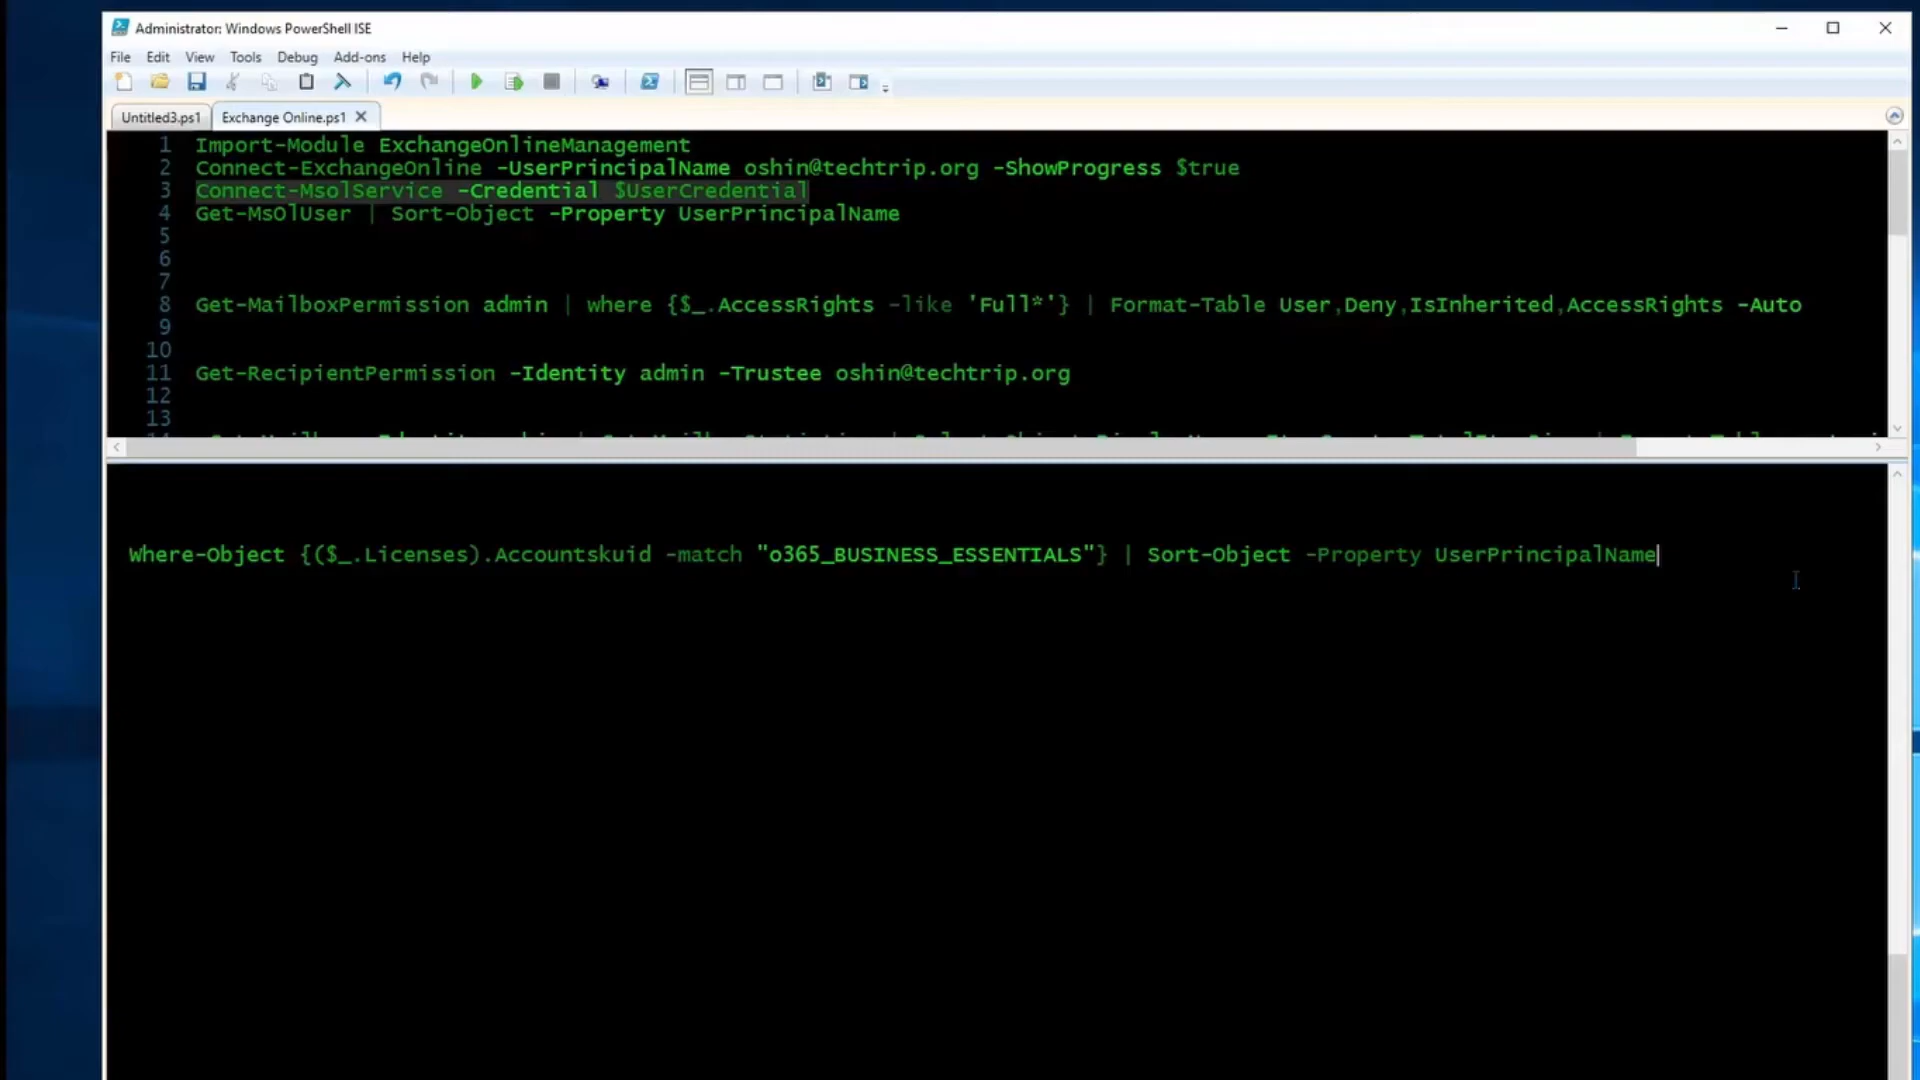 Administrator: Windows PowerShell ISE
File Edit View Tools Debug Add-ons Help
Untitled3.ps1 Exchange Online.ps1
1 Import-Module ExchangeOnlineManagement
2 Connect-ExchangeOnline -UserPrincipalName oshin@techtrip.org -ShowProgress $true
3 Connect-MsolService -Credential $UserCredential
4 Get-MsOlUser | Sort-Object -Property UserPrincipalName
5
6
7
8 Get-MailboxPermission admin | where {$_.AccessRights -like 'Full*'} | Format-Table User,Deny,IsInherited,AccessRights -Auto
9
10
11 Get-RecipientPermission -Identity admin -Trustee oshin@techtrip.org
12
13
Where-Object {($_.Licenses).Accountskuid -match "o365_BUSINESS_ESSENTIALS"} | Sort-Object -Property UserPrincipalName